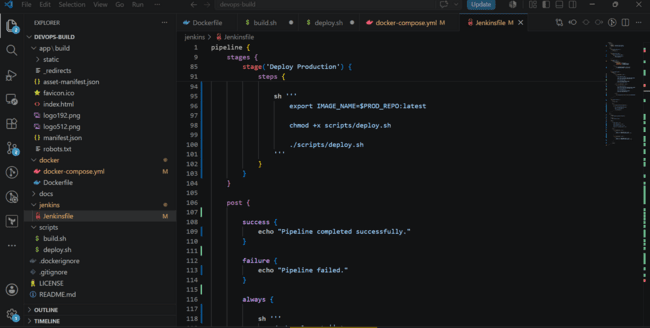 File Edit Selection View Go Run
devops-build
Update
EXPLORER
DEVOPS-BUILD
app\build
static
_redirects
asset-manifest.json
favicon.ico
index.html
logo192.png
logo512.png
manifest.json
robots.txt
docker
docker-compose.yml M
Dockerfile
docs
jenkins
Jenkinsfile M
scripts
build.sh
deploy.sh
.dockerignore
.gitignore
LICENSE
README.md
OUTLINE
TIMELINE
Dockerfile build.sh deploy.sh docker-compose.yml M Jenkinsfile M
jenkins > Jenkinsfile
1 pipeline {
9 stages {
85 stage('Deploy Production') {
91 steps {
94
95 sh '''
96 export IMAGE_NAME=$PROD_REPO:latest
97
98 chmod +x scripts/deploy.sh
99
100 ./scripts/deploy.sh
101 '''
102 }
103 }
104 }
105
106 post {
107
108 success {
109 echo "Pipeline completed successfully."
110 }
111
112 failure {
113 echo "Pipeline failed."
114 }
115
116 always {
117
118 sh '''